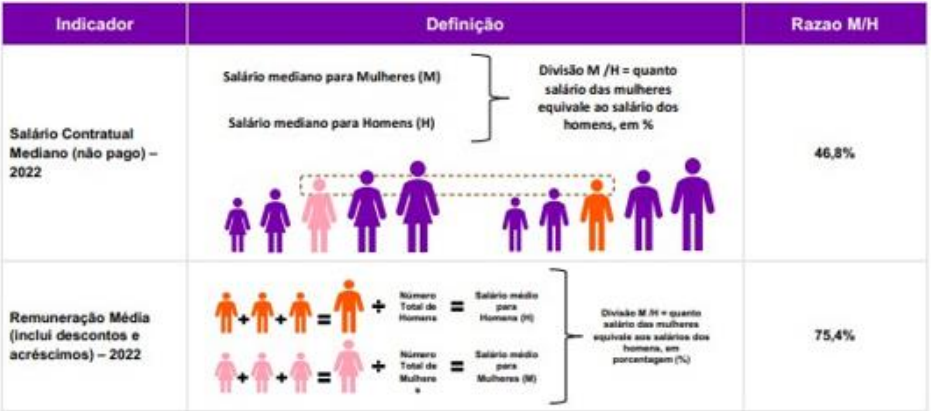 Indicador
Definição
Razao M/H
Salário Contratual
Mediano (não pago) –
2022
Salário mediano para Mulheres (M)
Salário mediano para Homens (H)
Divisão M /H = quanto
salário das mulheres
equivale ao salário dos
homens, em %
46,8%
Remuneração Média
(inclui descontos e
acréscimos) – 2022
+ + + = ÷
Número
Total de
Homens
=
Salário médio
para
Homens (H)
+ + + = ÷
Número
Total de
Mulhere
s
=
Salário médio
para
Mulheres (M)
Divisão M /H = quanto
salário das mulheres
equivale aos salários dos
homens, em
porcentagem (%)
75,4%